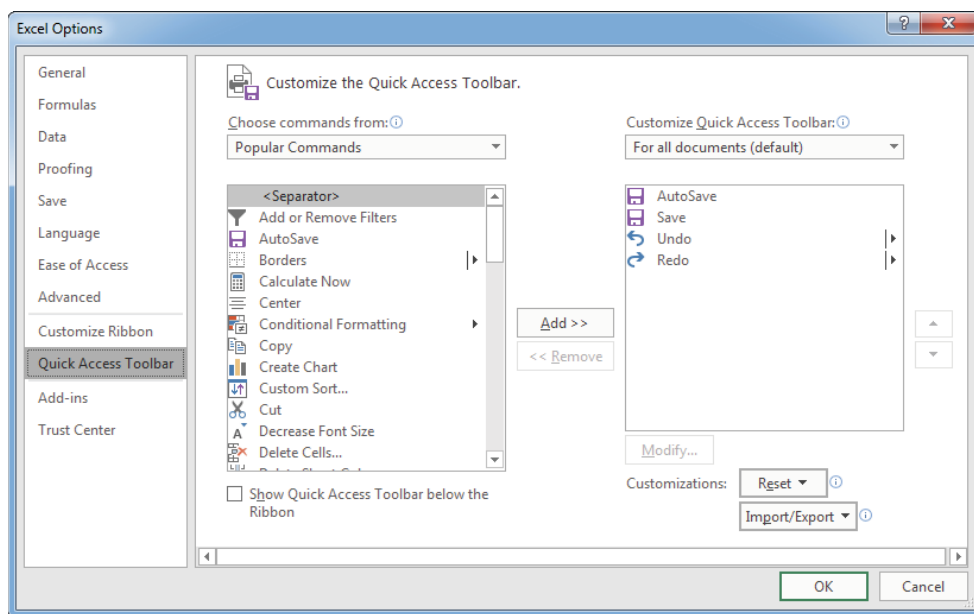 Excel Options
General
Formulas
Data
Proofing
Save
Language
Ease of Access
Advanced
Customize Ribbon
Quick Access Toolbar
Add-ins
Trust Center
Customize the Quick Access Toolbar.
Choose commands from:
Popular Commands
<Separator>
Add or Remove Filters
AutoSave
Borders
Calculate Now
Center
Conditional Formatting
Copy
Create Chart
Custom Sort...
Cut
Decrease Font Size
Delete Cells...
Show Quick Access Toolbar below the
Ribbon
Add >>
<< Remove
Customize Quick Access Toolbar:
For all documents (default)
AutoSave
Save
Undo
Redo
Modify...
Customizations:
Reset
Import/Export
OK
Cancel